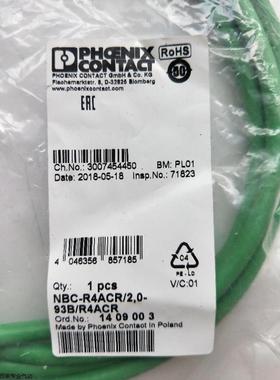 PHOENIX
CONTACT
RoHS
PHOENIX CONTACT GmbH & Co. KG
Flachsmarktstr. 8, D-32825 Blomberg
www.phoenixcontact.com
50
EAC
Ch.No.: 3007454450 BM: PL01
Date: 2018-05-18 Insp.No.: 71823
4 046356 857185
04
PE-LD
Qty.: 1 pcs V/C:01
NBC-R4ACR/2,0-
93B/R4ACR
Ord.No.: 14 09 00 3
Made by Phoenix Contact in Poland